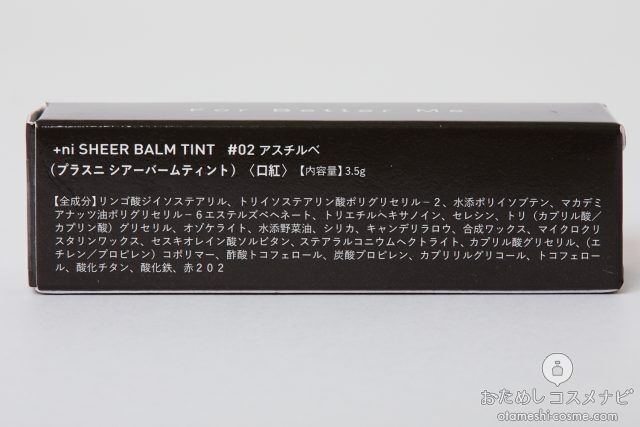 For Better Me
+ni SHEER BALM TINT #02 アスチルベ
（プラスニ シアーバームティント）〈口紅〉【内容量】3.5g
【全成分】リンゴ酸ジイソステアリル、トリイソステアリン酸ポリグリセリル－2、水添ポリイソブテン、マカデミ
アナッツ油ポリグリセリル－6エステルズベヘネート、トリエチルヘキサノイン、セレシン、トリ（カプリル酸／
カプリン酸）グリセリル、オゾケライト、水添野菜油、シリカ、キャンデリラロウ、合成ワックス、マイクロクリ
スタリンワックス、セスキオレイン酸ソルビタン、ステアラルコニウムヘクトライト、カプリル酸グリセリル、（エ
チレン／プロピレン）コポリマー、酢酸トコフェロール、炭酸プロピレン、カプリリルグリコール、トコフェロー
ル、酸化チタン、酸化鉄、赤２０２
おためしコスメナビ
otameshi-cosme.com